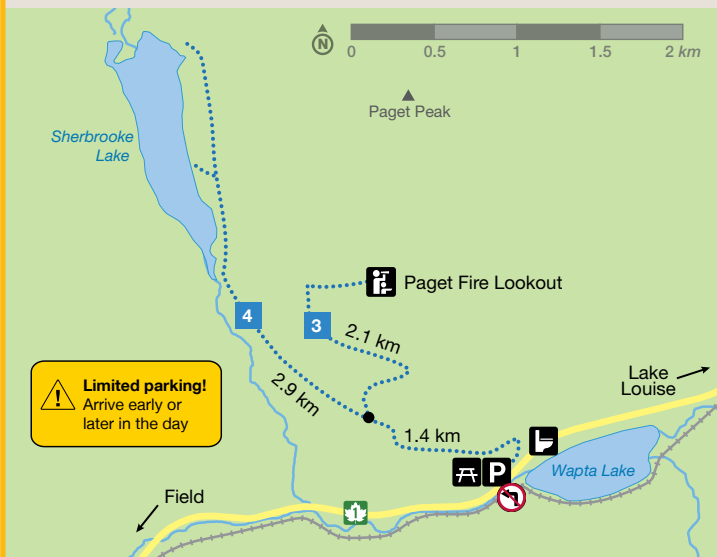 N
0 0.5 1 1.5 2 km
Paget Peak
Sherbrooke
Lake
Paget Fire Lookout
4
3
2.1 km
2.9 km
Limited parking!
Arrive early or
later in the day
Lake
Louise
1.4 km
P
Wapta Lake
Field
1